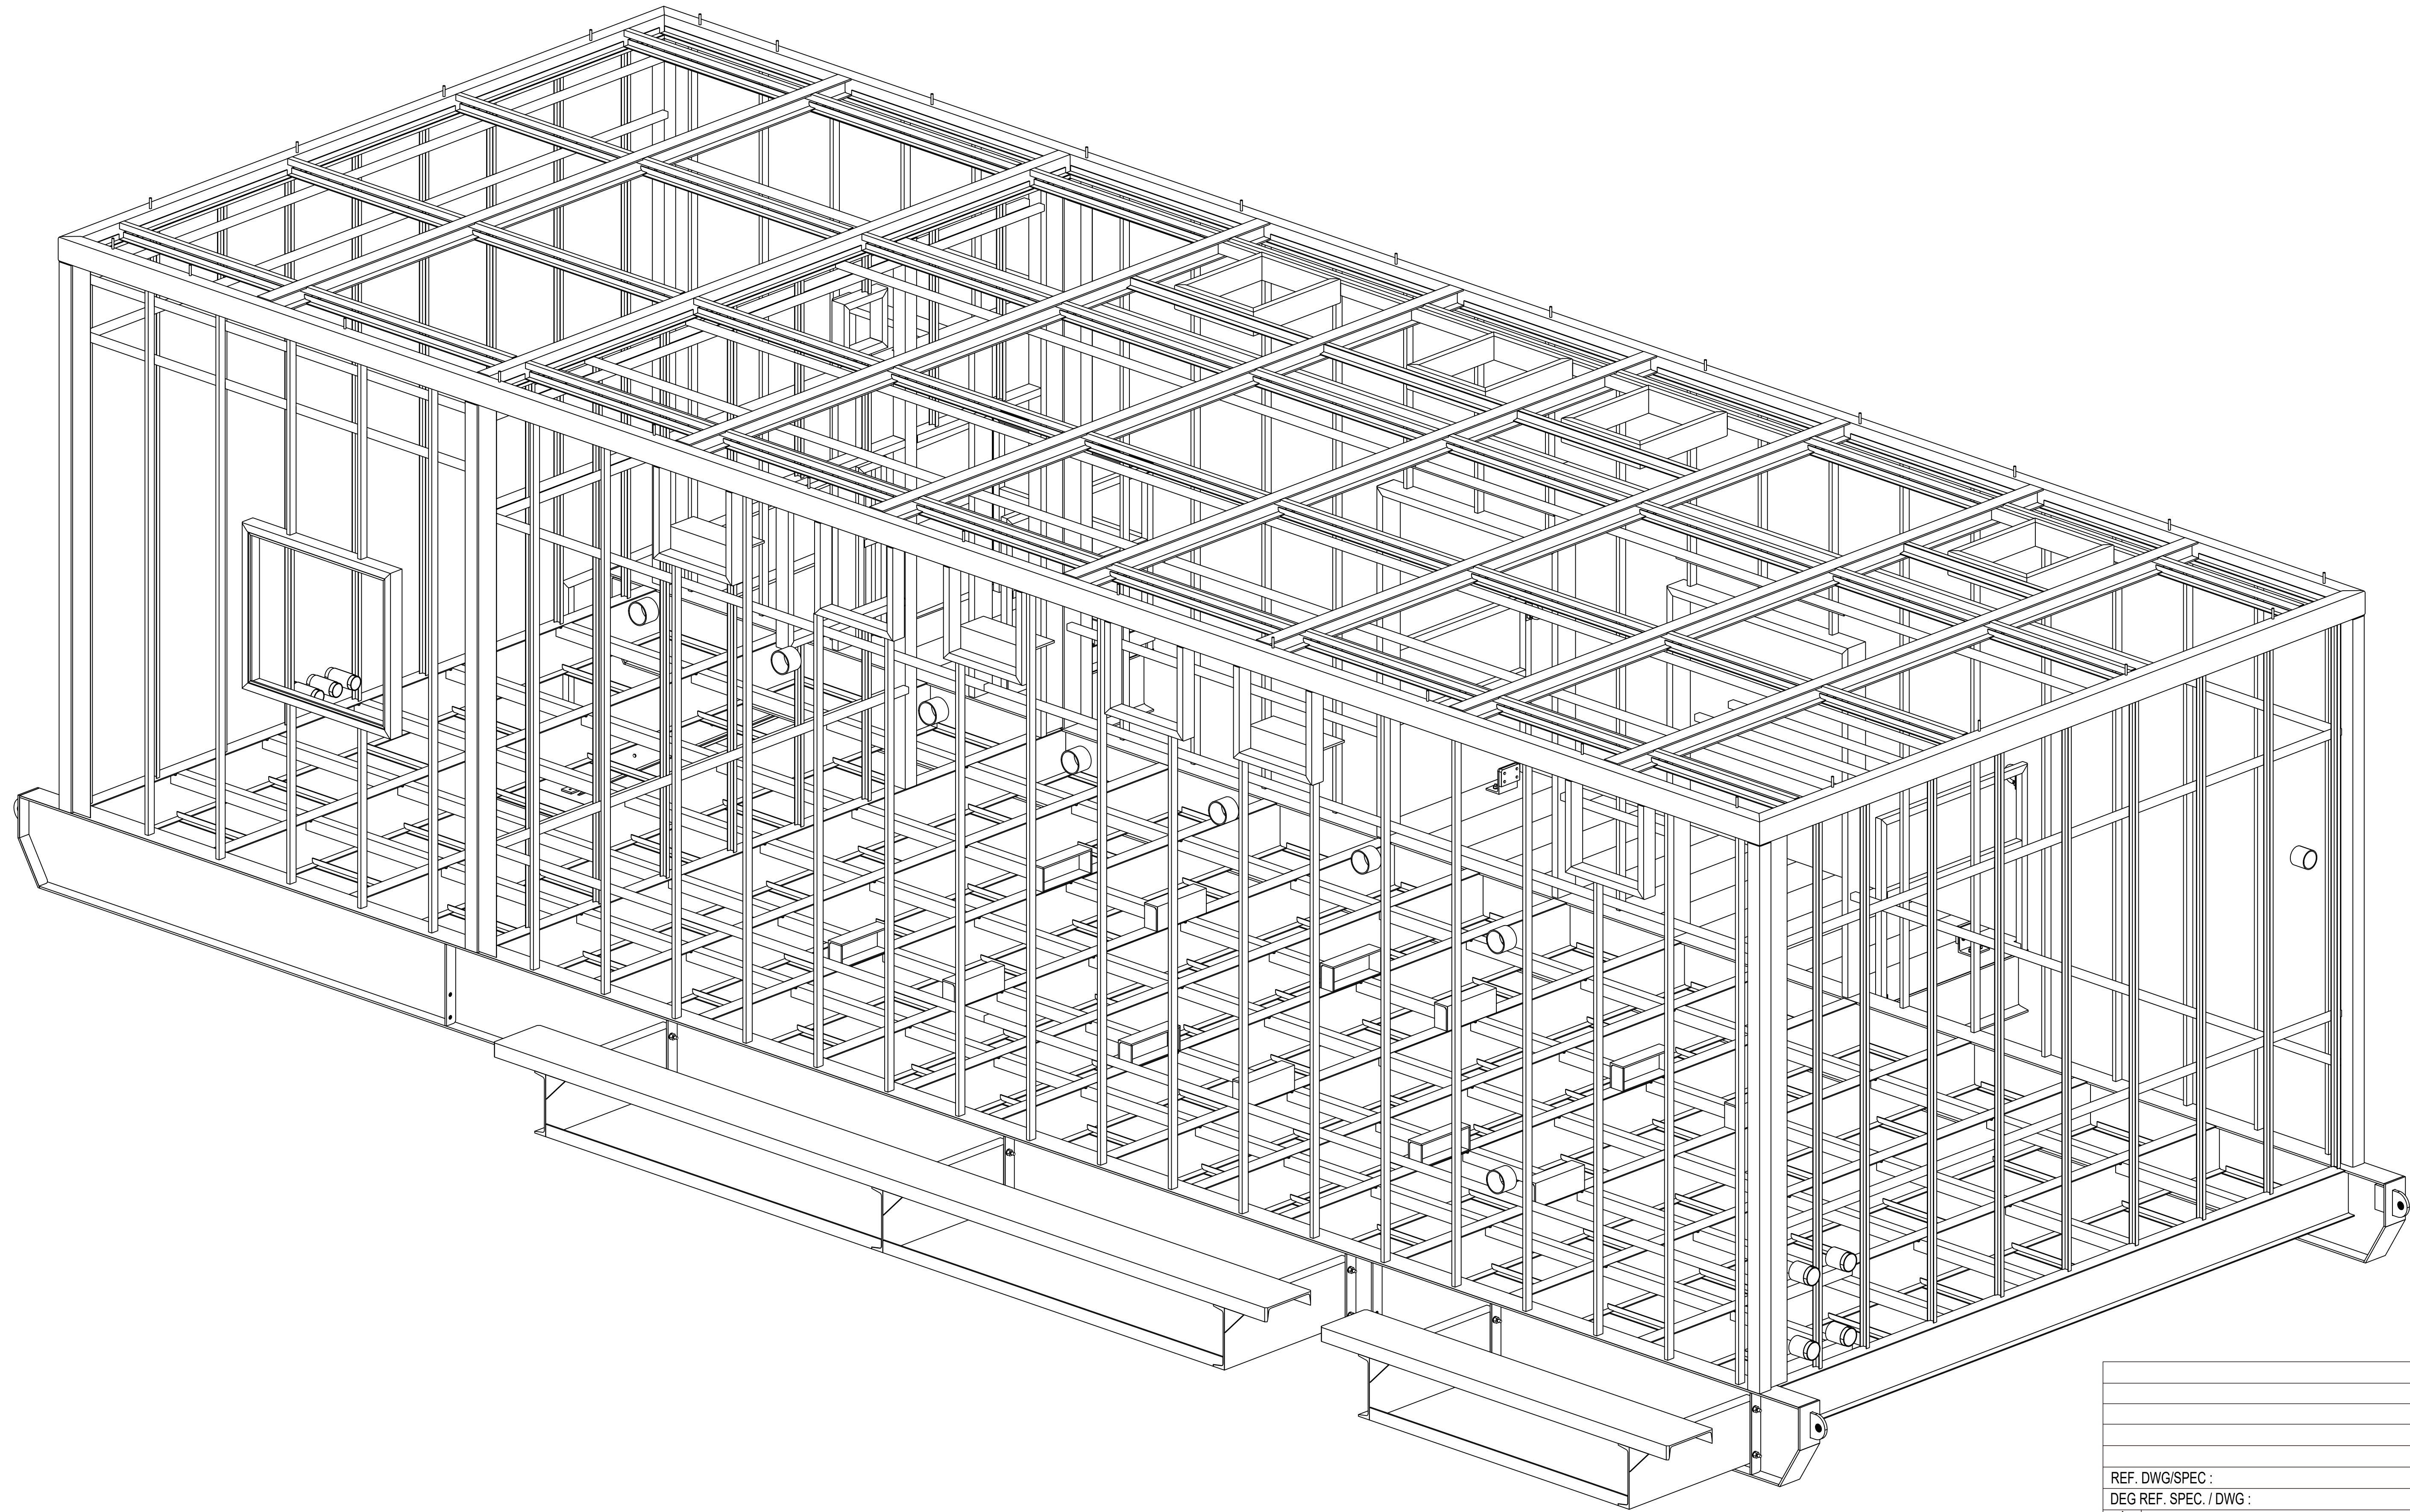 REF. DWG/SPEC :
DEG REF. SPEC. / DWG :